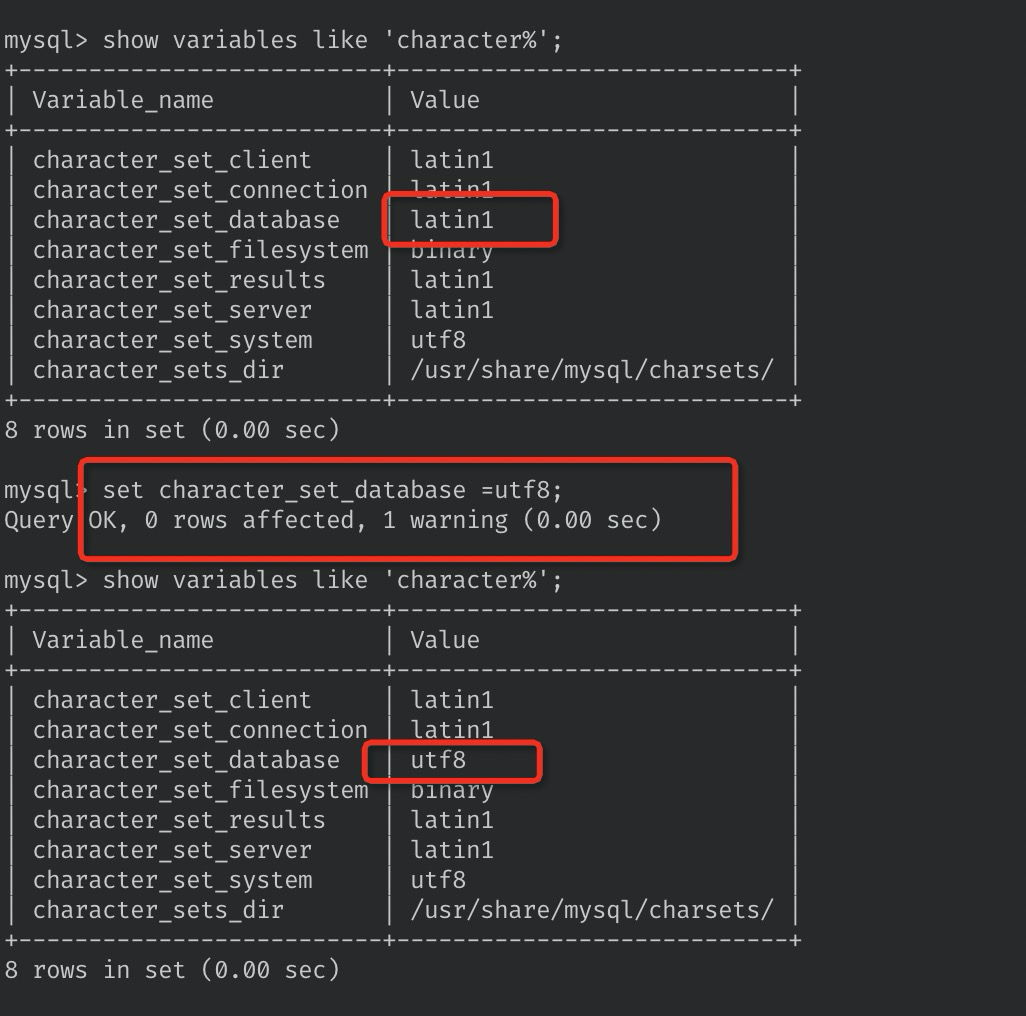 mysql> show variables like 'character%';
+--------------------------+----------------------------+
| Variable_name            | Value                      |
+--------------------------+----------------------------+
| character_set_client     | latin1                     |
| character_set_connection | latin1                     |
| character_set_database   | latin1                     |
| character_set_filesystem | binary                     |
| character_set_results    | latin1                     |
| character_set_server     | latin1                     |
| character_set_system     | utf8                       |
| character_sets_dir       | /usr/share/mysql/charsets/ |
+--------------------------+----------------------------+
8 rows in set (0.00 sec)
mysql> set character_set_database =utf8;
Query OK, 0 rows affected, 1 warning (0.00 sec)
mysql> show variables like 'character%';
+--------------------------+----------------------------+
| Variable_name            | Value                      |
+--------------------------+----------------------------+
| character_set_client     | latin1                     |
| character_set_connection | latin1                     |
| character_set_database   | utf8                       |
| character_set_filesystem | binary                     |
| character_set_results    | latin1                     |
| character_set_server     | latin1                     |
| character_set_system     | utf8                       |
| character_sets_dir       | /usr/share/mysql/charsets/ |
+--------------------------+----------------------------+
8 rows in set (0.00 sec)